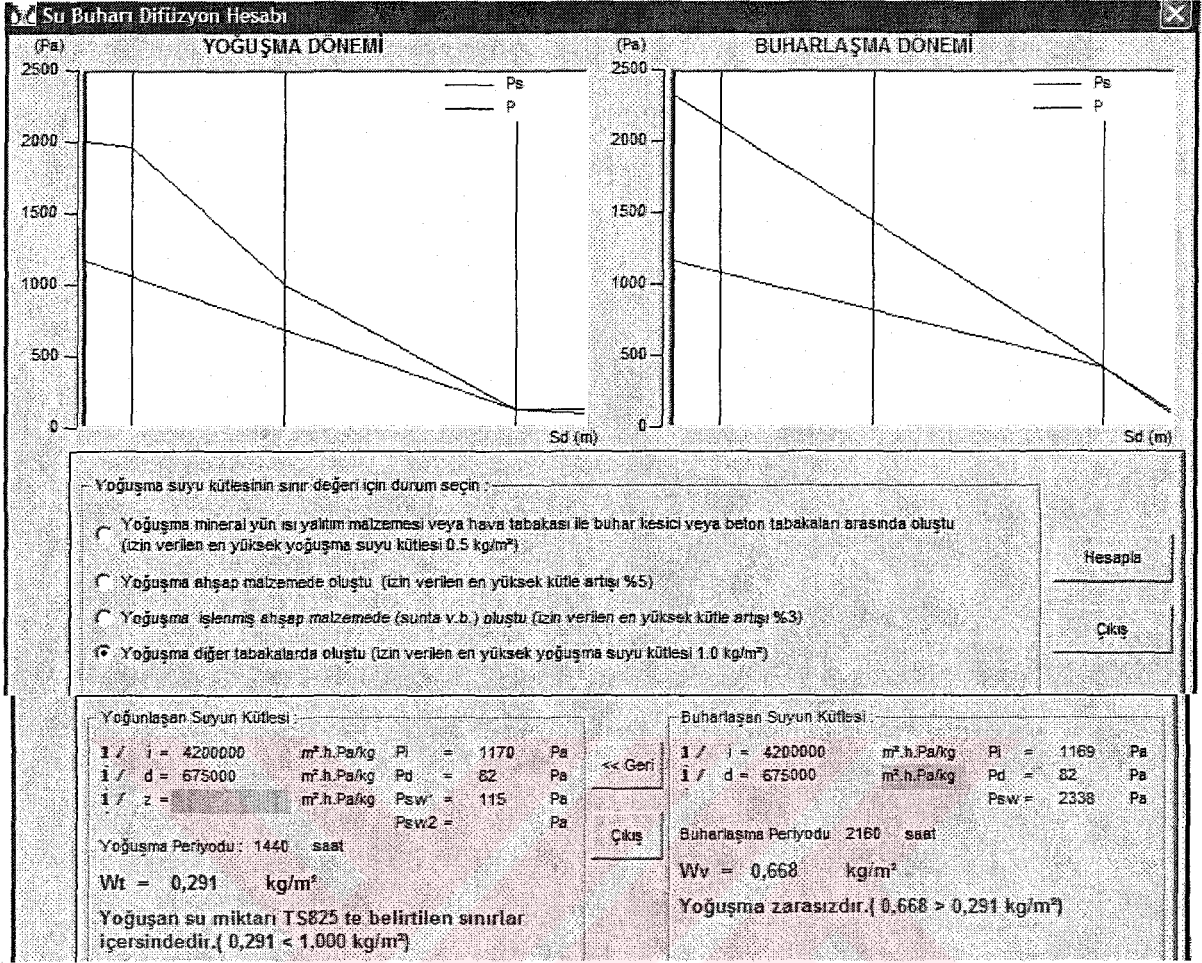 Su Buharı Difüzyon Hesabı
(Pa) YOĞUŞMA DÖNEMİ
2500
2000
1500
1000
500
0
Ps
P
Sd (m)
(Pa) BUHARLAŞMA DÖNEMİ
2500
2000
1500
1000
500
0
Ps
P
Sd (m)
Yoğuşma suyu kütlesinin sınır değeri için durum seçin :
Yoğuşma mineral yün ısı yalıtım malzemesi veya hava tabakası ile buhar kesici veya beton tabakaları arasında oluştu
(izin verilen en yüksek yoğuşma suyu kütlesi 0.5 kg/m²)
Yoğuşma ahşap malzemede oluştu (izin verilen en yüksek kütle artışı %5)
Yoğuşma işlenmiş ahşap malzemede (sunta v.b.) oluştu (izin verilen en yüksek kütle artışı %3)
Yoğuşma diğer tabakalarda oluştu (izin verilen en yüksek yoğuşma suyu kütlesi 1.0 kg/m²)
Hesapla
Çıkış
Yoğunlaşan Suyun Kütlesi :
1 / i = 4200000 m².h.Pa/kg Pi = 1170 Pa
1 / d = 675000 m².h.Pa/kg Pd = 82 Pa
1 / z = m².h.Pa/kg Psw1 = 115 Pa
Psw2 = Pa
Yoğuşma Periyodu : 1440 saat
Wt = 0,291 kg/m²
Yoğuşan su miktarı TS825 te belirtilen sınırlar
içersindedir.( 0,291 < 1,000 kg/m²)
<< Geri
Çıkış
Buharlaşan Suyun Kütlesi :
1 / i = 4200000 m².h.Pa/kg Pi = 1169 Pa
1 / d = 675000 m².h.Pa/kg Pd = 82 Pa
Psw = 2338 Pa
Buharlaşma Periyodu 2160 saat
Wv = 0,668 kg/m²
Yoğuşma zarasızdır.( 0,668 > 0,291 kg/m²)